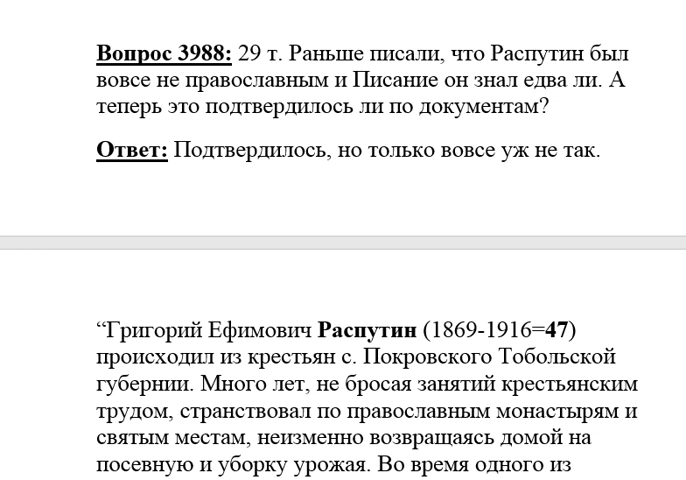 Вопрос 3988: 29 т. Раньше писали, что Распутин был
вовсе не православным и Писание он знал едва ли. А
теперь это подтвердилось ли по документам?
Ответ: Подтвердилось, но только вовсе уж не так.
“Григорий Ефимович Распутин (1869-1916=47)
происходил из крестьян с. Покровского Тобольской
губернии. Много лет, не бросая занятий крестьянским
трудом, странствовал по православным монастырям и
святым местам, неизменно возвращаясь домой на
посевную и уборку урожая. Во время одного из